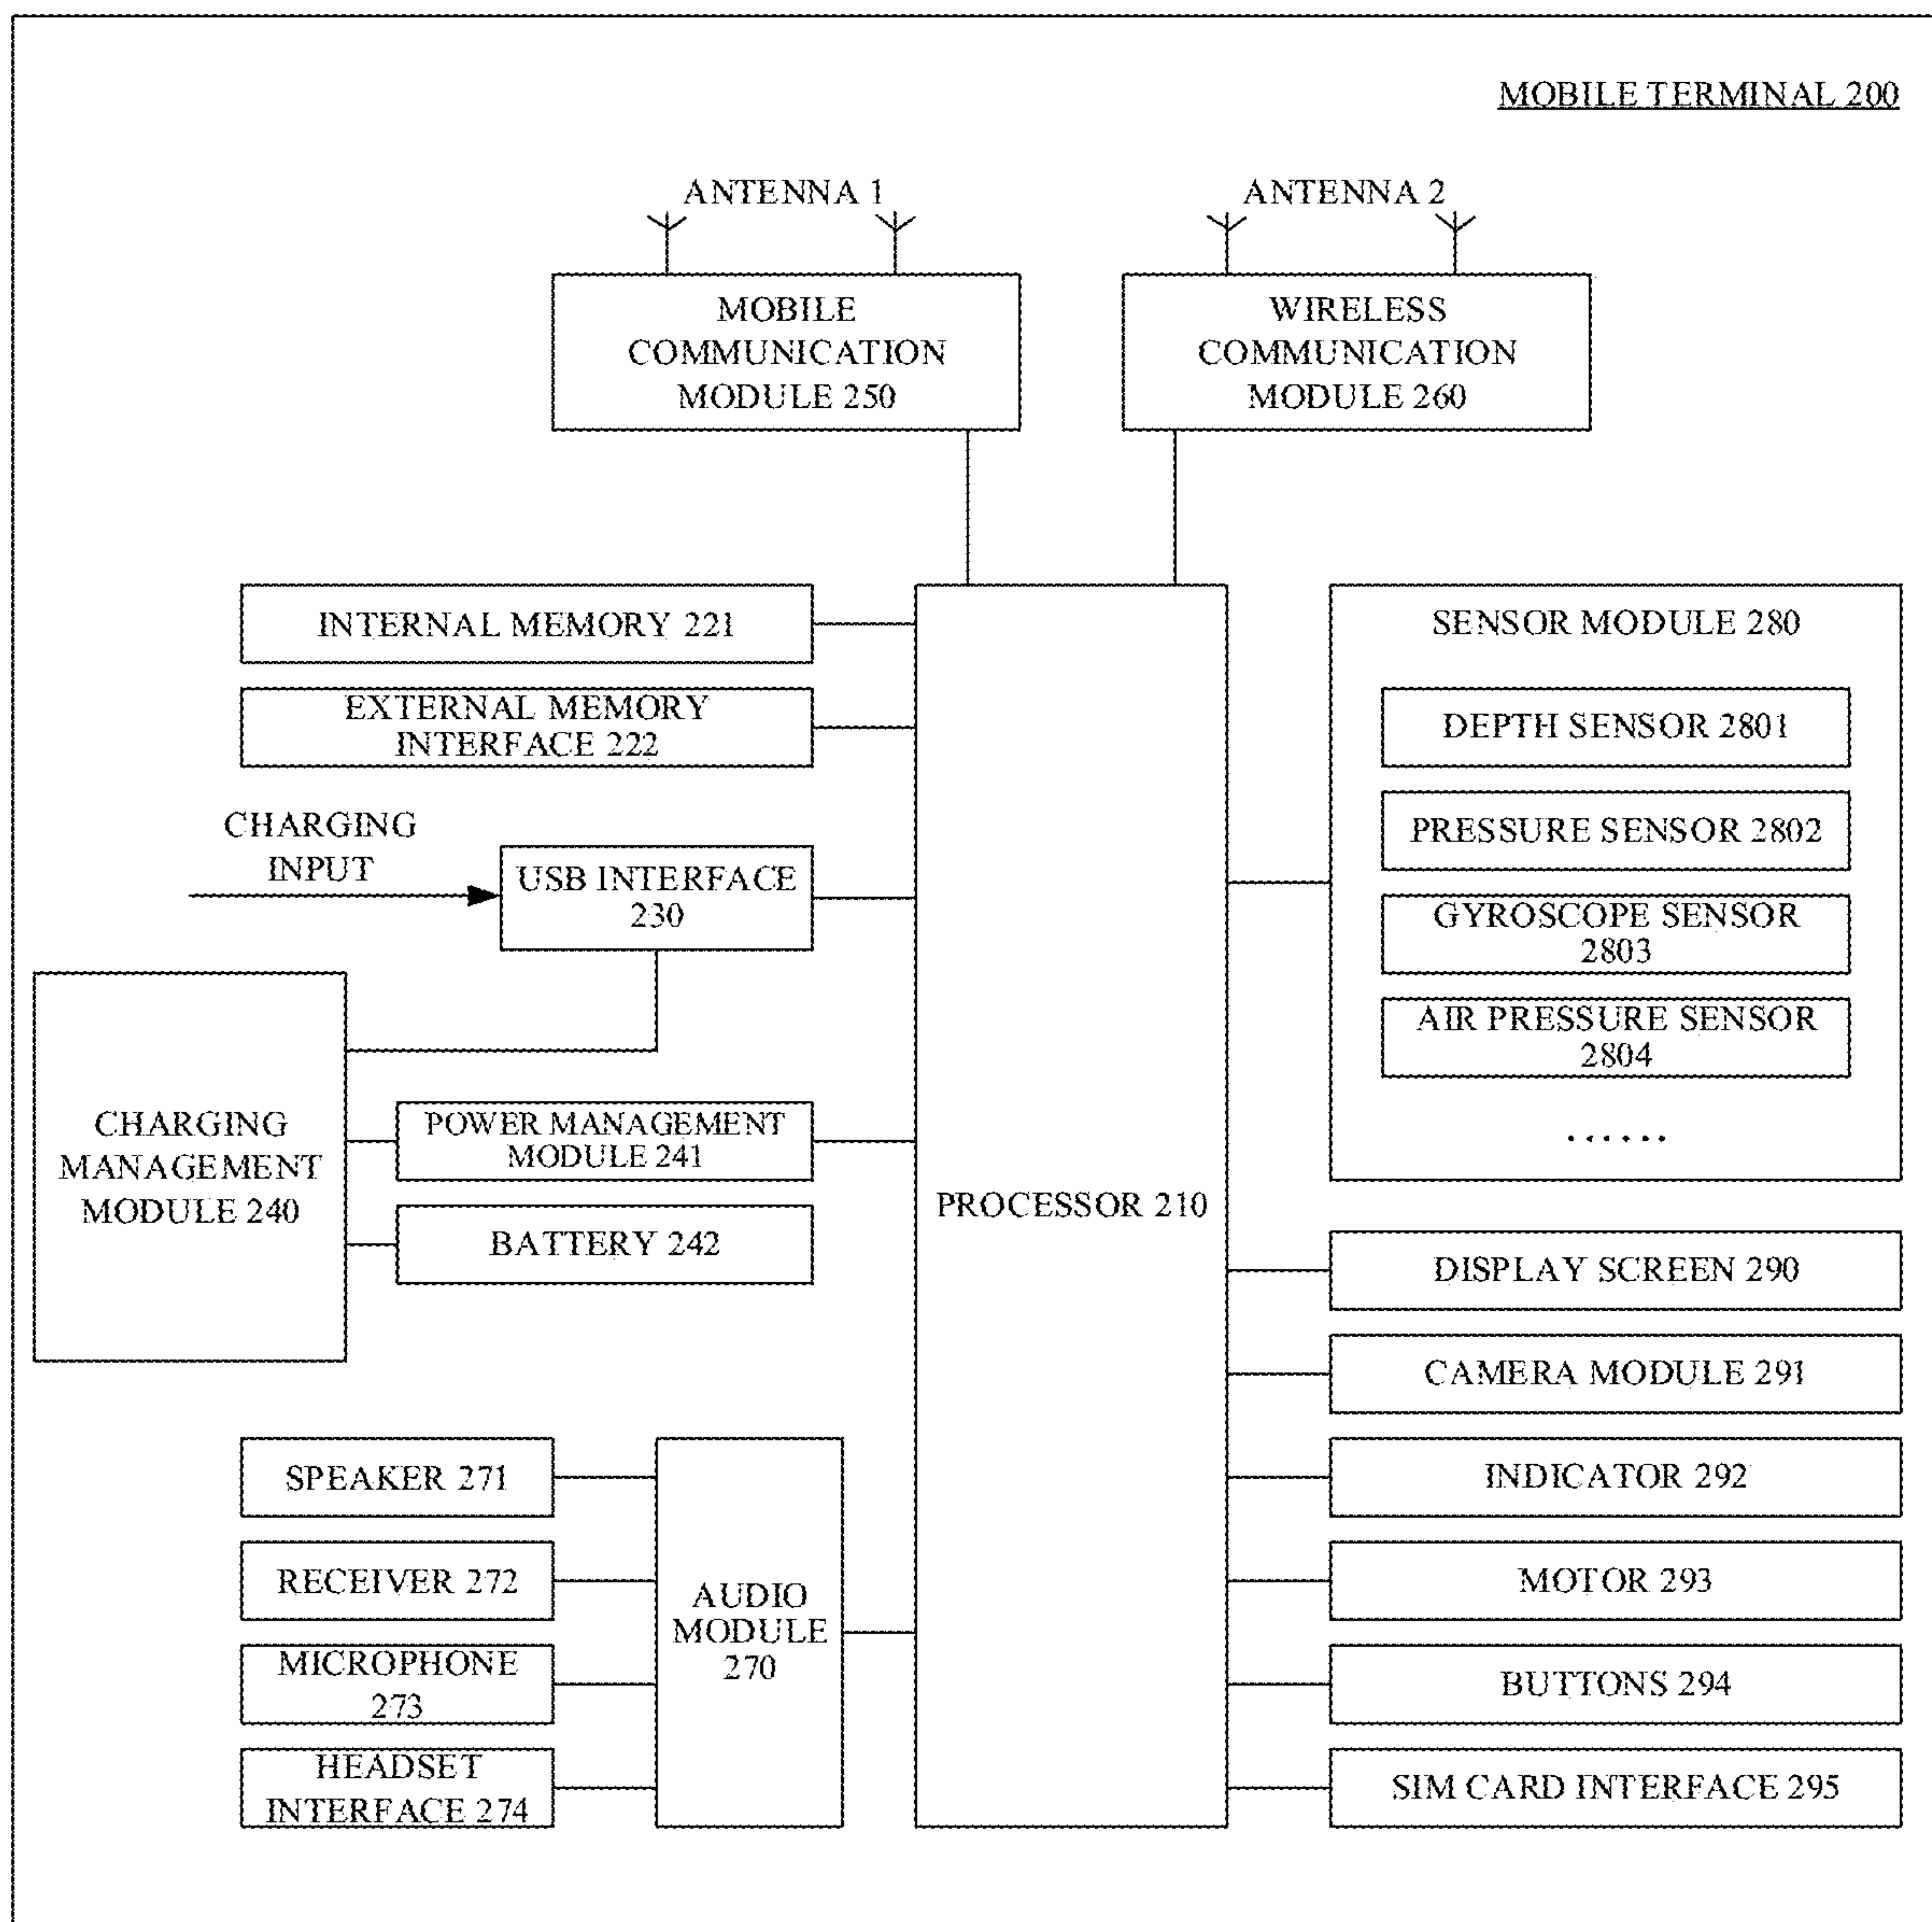 MOBILE TERMINAL 200
ANTENNA 1
ANTENNA 2
MOBILE
COMMUNICATION
MODULE 250
WIRELESS
COMMUNICATION
MODULE 260
INTERNAL MEMORY 221
EXTERNAL MEMORY
INTERFACE 222
CHARGING
INPUT
USB INTERFACE
230
CHARGING
MANAGEMENT
MODULE 240
POWER MANAGEMENT
MODULE 241
BATTERY 242
SPEAKER 271
RECEIVER 272
MICROPHONE
273
HEADSET
INTERFACE 274
AUDIO
MODULE
270
PROCESSOR 210
SENSOR MODULE 280
DEPTH SENSOR 2801
PRESSURE SENSOR 2802
GYROSCOPE SENSOR
2803
AIR PRESSURE SENSOR
2804
......
DISPLAY SCREEN 290
CAMERA MODULE 291
INDICATOR 292
MOTOR 293
BUTTONS 294
SIM CARD INTERFACE 295